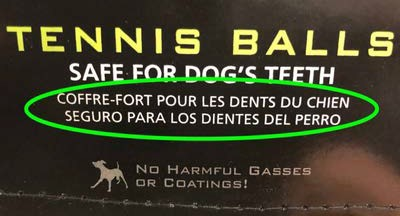 TENNIS BALLS
SAFE FOR DOG'S TEETH
COFFRE-FORT POUR LES DENTS DU CHIEN
SEGURO PARA LOS DIENTES DEL PERRO
NO HARMFUL GASSES
OR COATINGS!